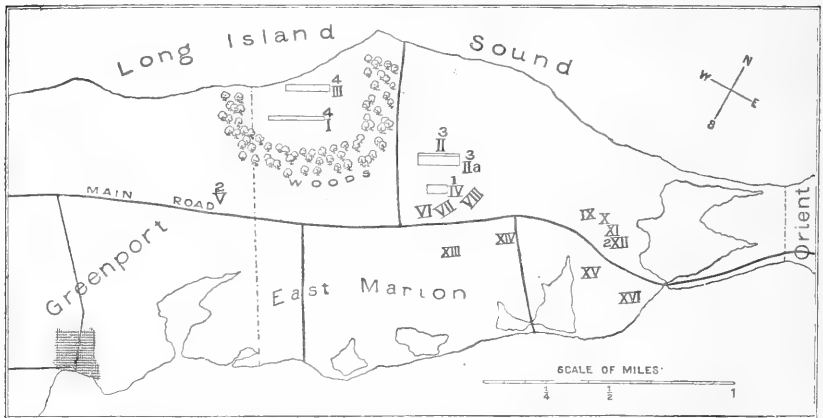 Long Island Sound
N
W
E
S
4
III
4
I
WOODS
3
II
3
IIa
1
IV
VI VII VIII
MAIN ROAD
2
V
IX
X
XI
2XII
Orient
Greenport
East Marion
XIII
XIV
XV
XVI
SCALE OF MILES
1/4
1/2
1